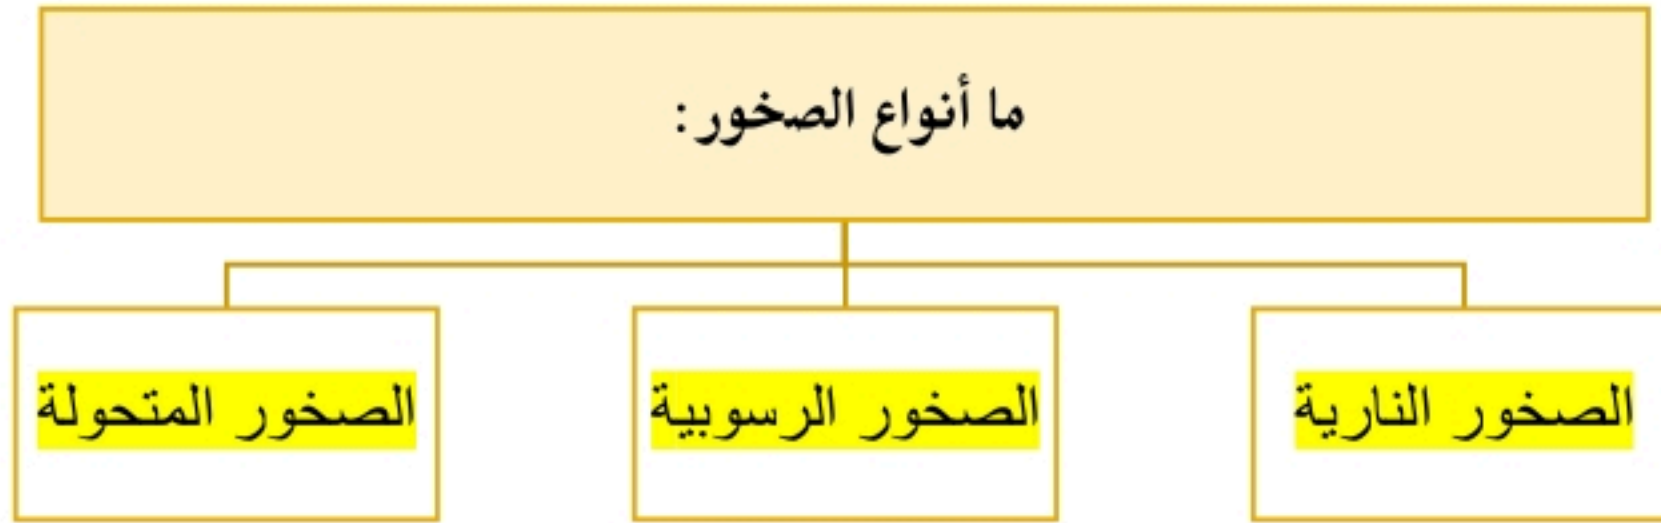 ما أنواع الصخور:
الصخور النارية
الصخور الرسوبية
الصخور المتحولة